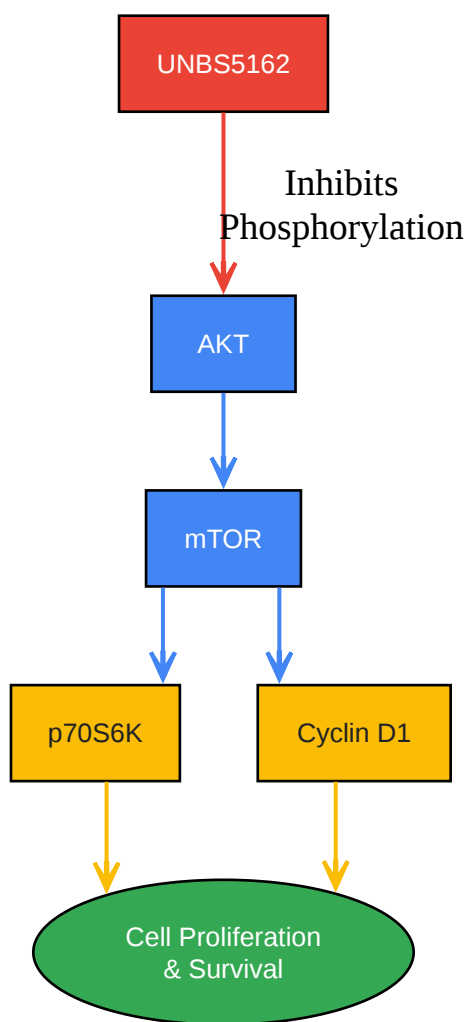 UNBS5162
Inhibits
Phosphorylation
AKT
mTOR
p70S6K
Cyclin D1
Cell Proliferation
& Survival